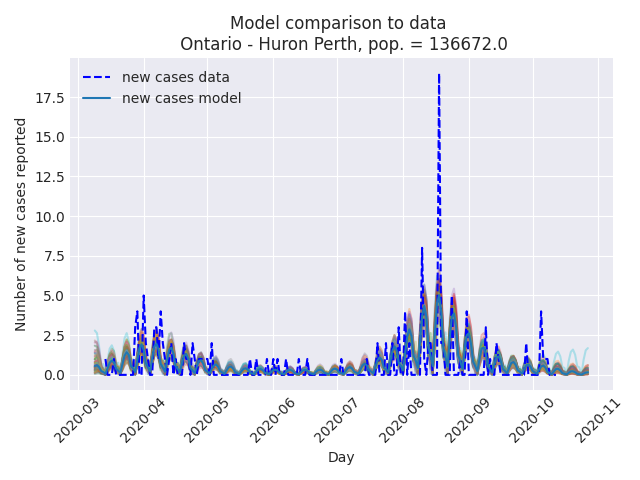 Model comparison to data
Ontario - Huron Perth, pop. = 136672.0
new cases data
new cases model
Number of new cases reported
17.5
15.0
12.5
10.0
7.5
5.0
2.5
0.0
2020-03
2020-04
2020-05
2020-06
2020-07
2020-08
2020-09
2020-10
2020-11
Day